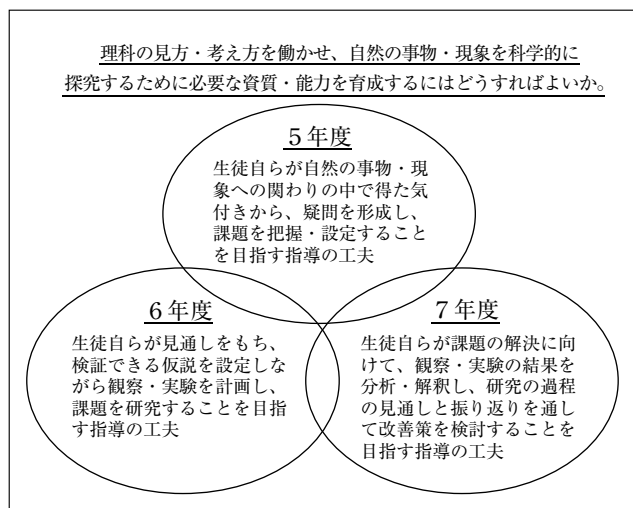 理科の見方・考え方を働かせ、自然の事物・現象を科学的に
探究するために必要な資質・能力を育成するにはどうすればよいか。
５年度
生徒自らが自然の事物・現
象への関わりの中で得た気
付きから、疑問を形成し、
課題を把握・設定すること
を目指す指導の工夫
６年度
生徒自らが見通しをもち、
検証できる仮説を設定しな
がら観察・実験を計画し、
課題を研究することを目指
す指導の工夫
７年度
生徒自らが課題の解決に向
けて、観察・実験の結果を
分析・解釈し、研究の過程
の見通しと振り返りを通し
て改善策を検討することを
目指す指導の工夫